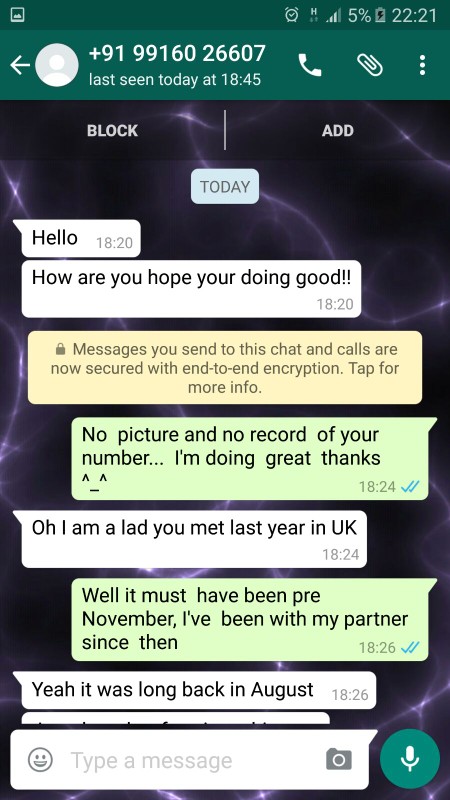 5% 22:21
+91 99160 26607
last seen today at 18:45
BLOCK ADD
TODAY
Hello 18:20
How are you hope your doing good!!
18:20
Messages you send to this chat and calls are
now secured with end-to-end encryption. Tap for
more info.
No picture and no record of your
number... I'm doing great thanks
^_^ 18:24
Oh I am a lad you met last year in UK
18:24
Well it must have been pre
November, I've been with my partner
since then 18:26
Yeah it was long back in August 18:26
Type a message